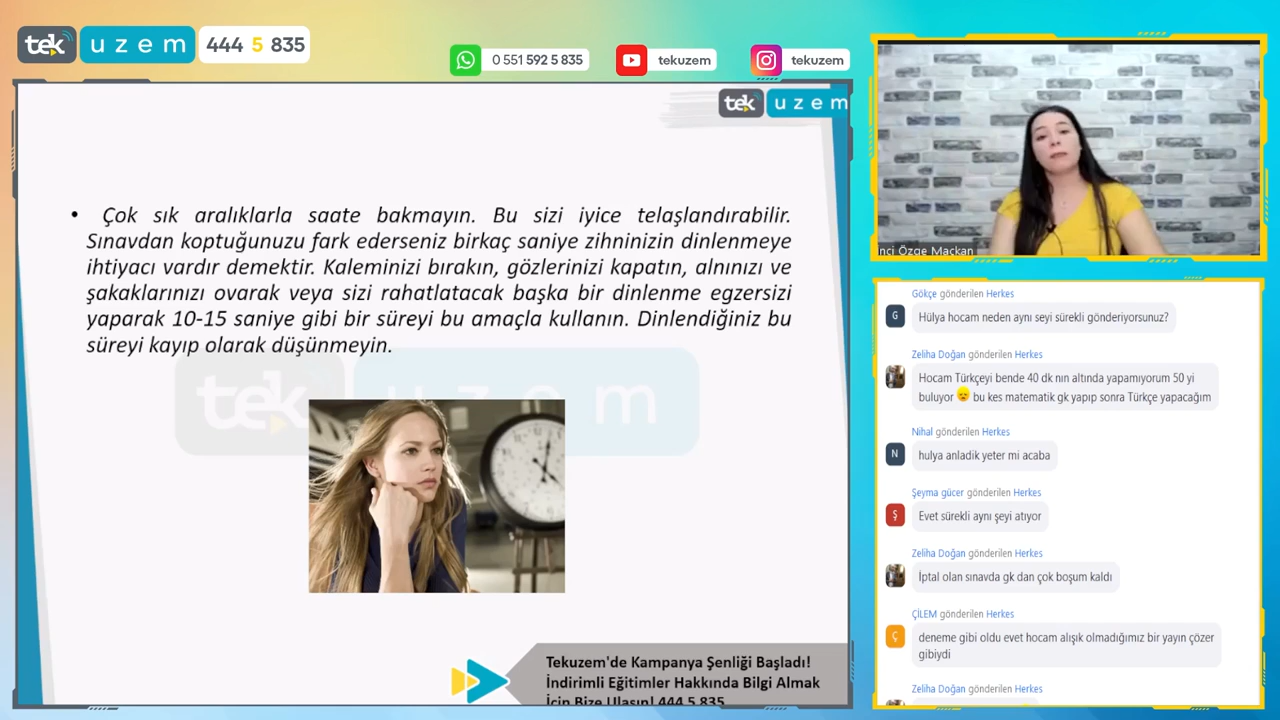 tek uzem 444 5 835
0 551 592 5 835
tekuzem
tekuzem
tek uzem
• Çok sık aralıklarla saate bakmayın. Bu sizi iyice telaşlandırabilir.
Sınavdan koptuğunuzu fark ederseniz birkaç saniye zihninizin dinlenmeye
ihtiyacı vardır demektir. Kaleminizi bırakın, gözlerinizi kapatın, alnınızı ve
şakaklarınızı ovarak veya sizi rahatlatacak başka bir dinlenme egzersizi
yaparak 10-15 saniye gibi bir süreyi bu amaçla kullanın. Dinlendiğiniz bu
süreyi kayıp olarak düşünmeyin.
tek uzem
Tekuzem'de Kampanya Şenliği Başladı!
İndirimli Eğitimler Hakkında Bilgi Almak
İçin Bize Ulaşın! 444 5 835
nci Özge Maçkan
Gökçe gönderilen Herkes
G
Hülya hocam neden aynı seyi sürekli gönderiyorsunuz?
Zeliha Doğan gönderilen Herkes
Hocam Türkçeyi bende 40 dk nın altında yapamıyorum 50 yi
buluyor 😞 bu kes matematik gk yapıp sonra Türkçe yapacağım
Nihal gönderilen Herkes
N
hulya anladik yeter mi acaba
Şeyma gücer gönderilen Herkes
Ş
Evet sürekli aynı şeyi atıyor
Zeliha Doğan gönderilen Herkes
İptal olan sınavda gk dan çok boşum kaldı
ÇİLEM gönderilen Herkes
Ç
deneme gibi oldu evet hocam alışık olmadığımız bir yayın çözer
gibiydi
Zeliha Doğan gönderilen Herkes